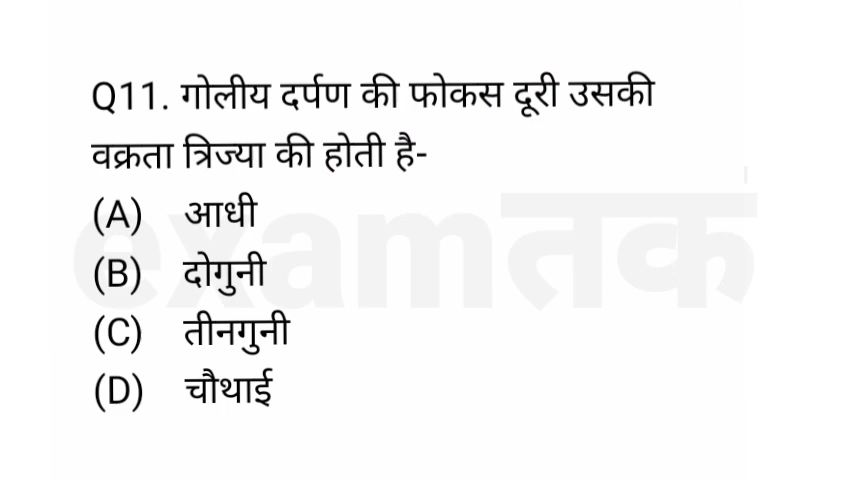 Q11. गोलीय दर्पण की फोकस दूरी उसकी
वक्रता त्रिज्या की होती है-
(A) आधी
(B) दोगुनी
(C) तीनगुनी
(D) चौथाई
examतक